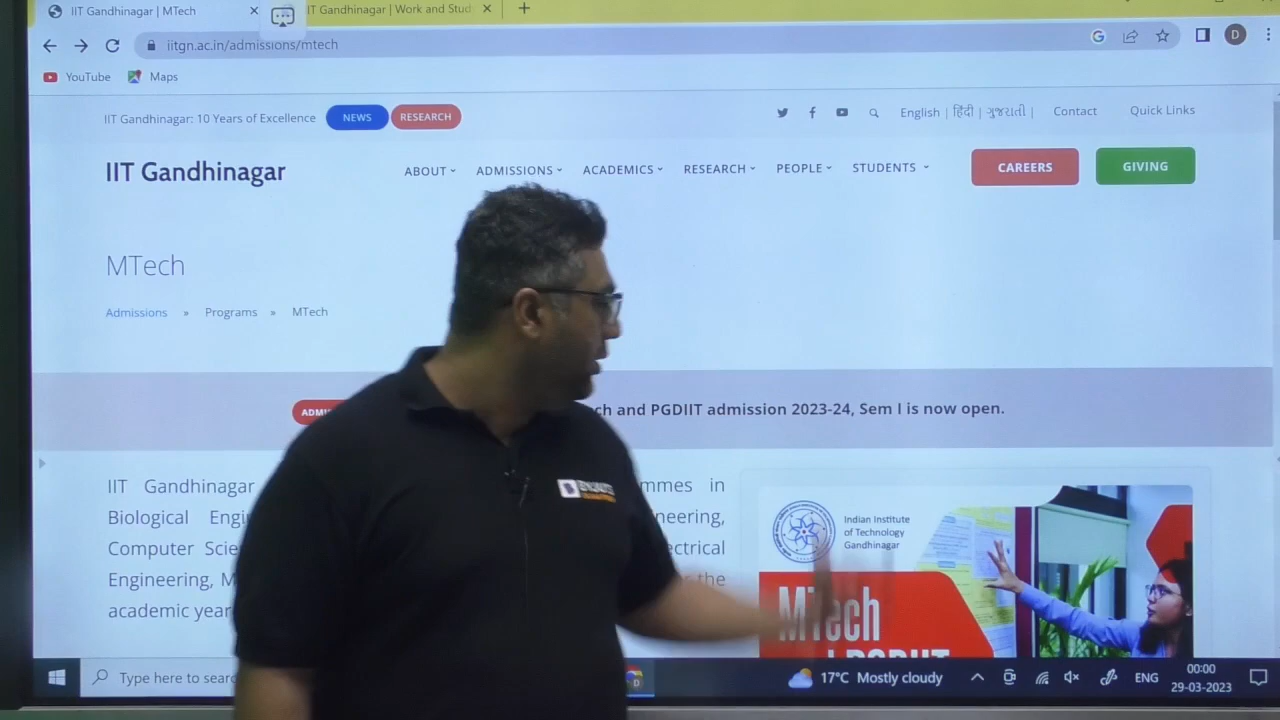 IIT Gandhinagar | MTech
IT Gandhinagar | Work and Stud
iitgn.ac.in/admissions/mtech
D
YouTube
Maps
IIT Gandhinagar: 10 Years of Excellence
NEWS
RESEARCH
English | हिंदी | ગુજરાતી |
Contact
Quick Links
IIT Gandhinagar
ABOUT
ADMISSIONS
ACADEMICS
RESEARCH
PEOPLE
STUDENTS
CAREERS
GIVING
MTech
Admissions » Programs » MTech
ADMI
ch and PGDIIT admission 2023-24, Sem I is now open.
IIT Gandhinagar mmes in
Biological Engi neering,
Computer Scie ectrical
Engineering, M the
academic year
Indian Institute
of Technology
Gandhinagar
MTech
Type here to searc
17°C Mostly cloudy
ENG
00:00
29-03-2023